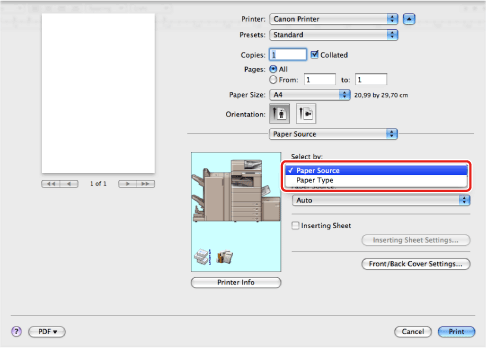 Printer: Canon Printer
Presets: Standard
Copies: 1 Collated
Pages: All
From: 1 to: 1
Paper Size: A4 20,99 by 29,70 cm
Orientation:
Paper Source
Select by:
✓ Paper Source
Paper Type
Paper Source:
Auto
1 of 1
Inserting Sheet
Inserting Sheet Settings...
Front/Back Cover Settings...
Printer Info
? PDF ▾ Cancel Print